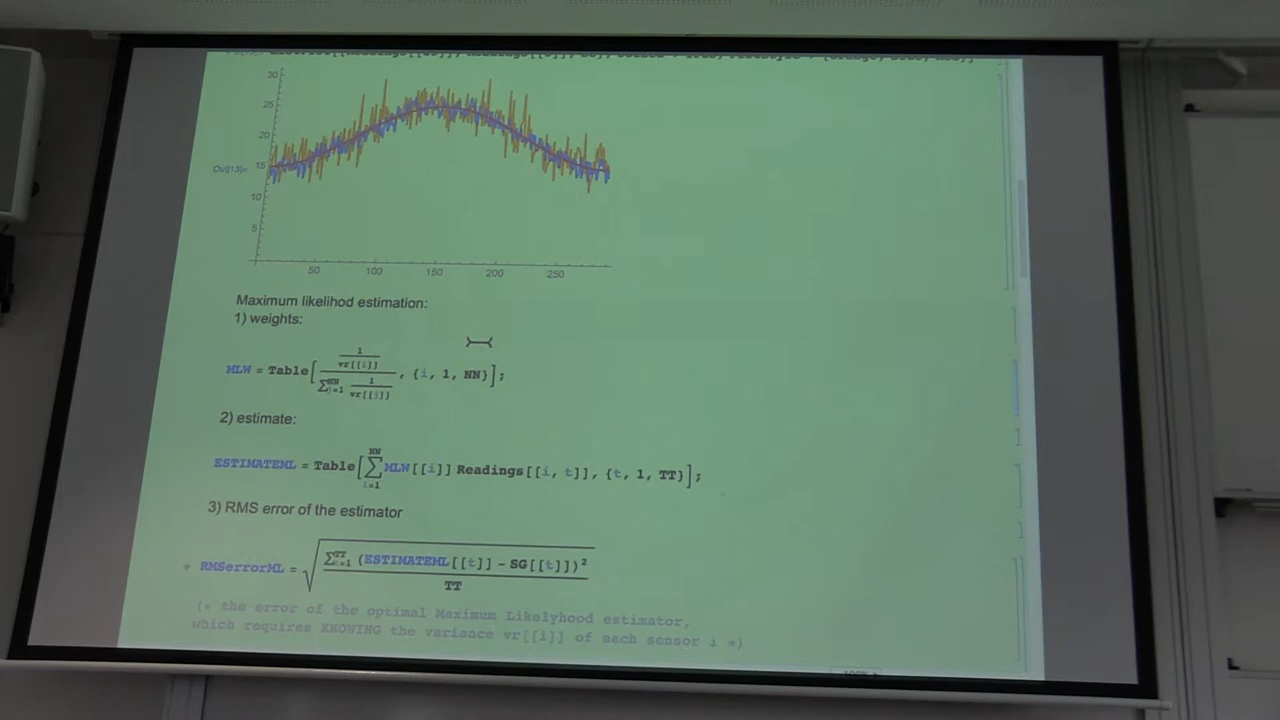 30
25
20
Out[13]= 15
10
5
50 100 150 200 250
Maximum likelihod estimation:
1) weights:
MLW = Table[ 1/vr[[i]] / ∑NN j=1 1/vr[[j]] , {i, 1, NN}];
2) estimate:
ESTIMATEML = Table[ NN ∑ i=1 MLW[[i]] Readings[[i, t]], {t, 1, TT}];
3) RMS error of the estimator
RMSerrorML = √ ∑TT t=1 (ESTIMATEML[[t]] - SG[[t]])² / TT
(* the error of the optimal Maximum Likelyhood estimator,
which requires KNOWING the variance vr[[i]] of each sensor i *)